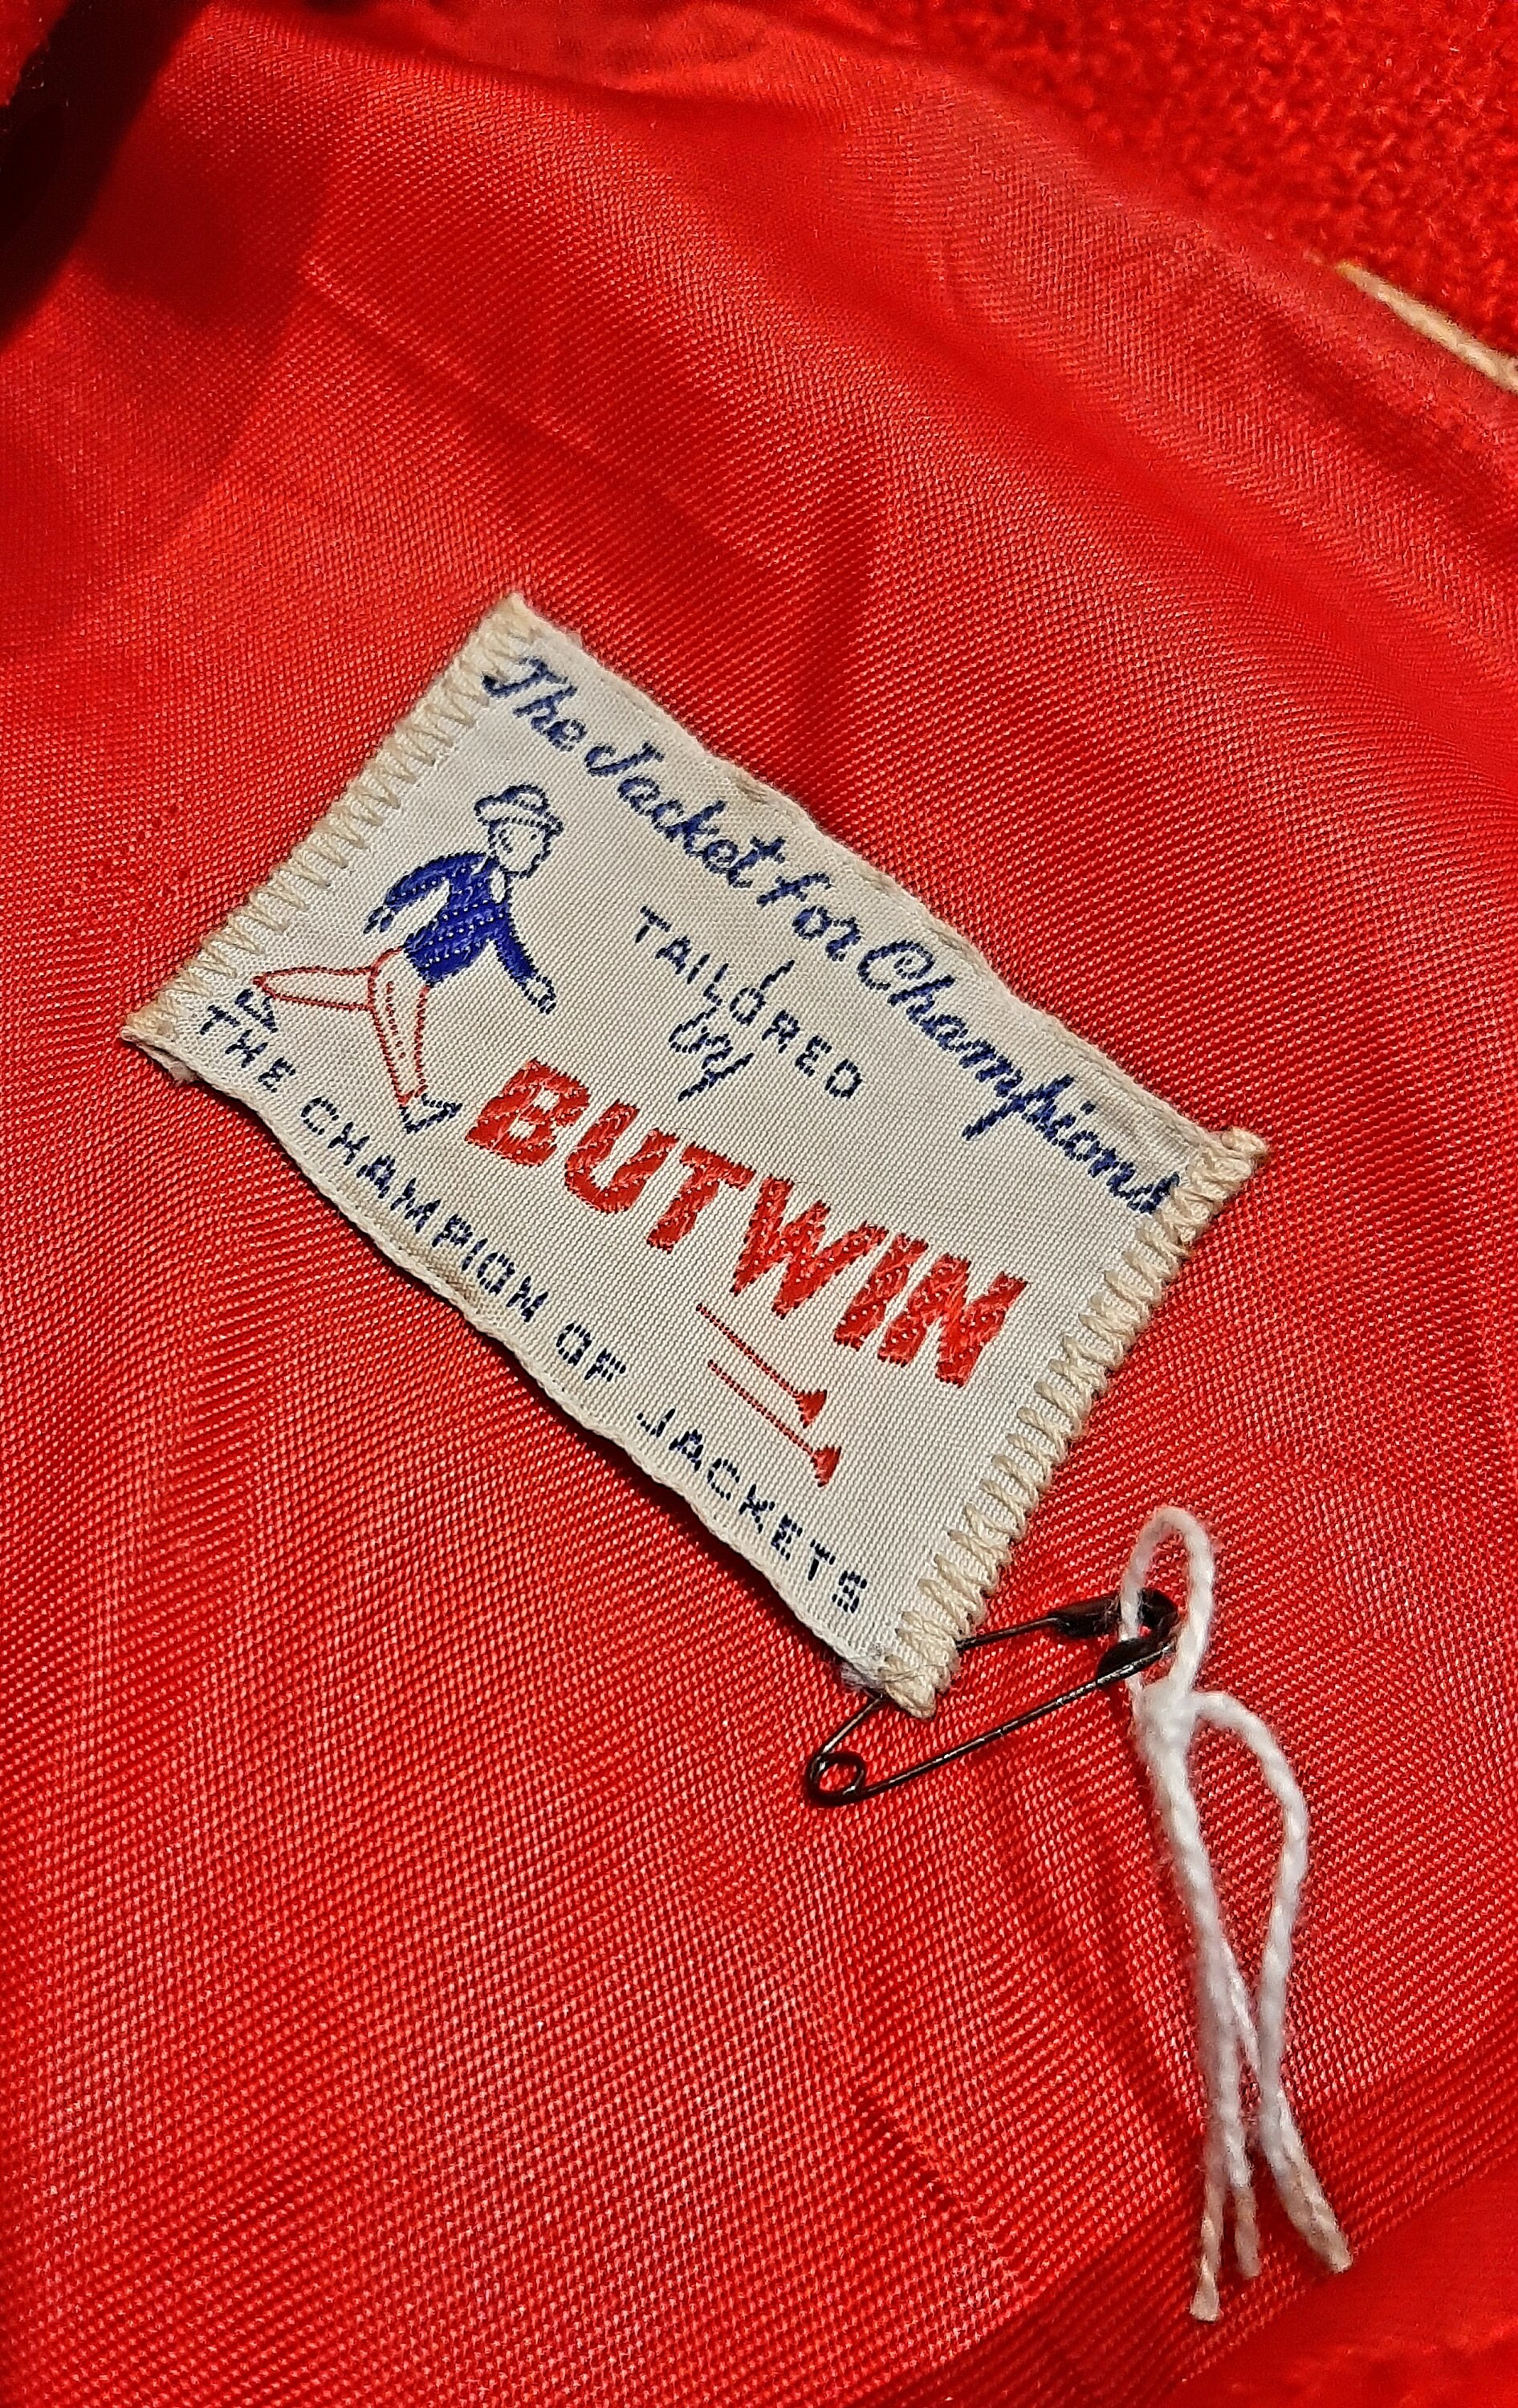 The Jacket for Champions
TAILORED
by
BUTWIN
THE CHAMPION OF JACKETS